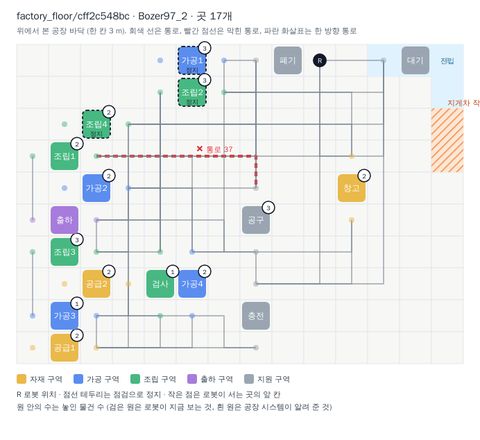 factory_floor/cff2c548bc · Bozer97_2 · 곳 17개
위에서 본 공장 바닥 (한 칸 3 m). 회색 선은 통로, 빨간 점선은 막힌 통로, 파란 화살표는 한 방향 통로
가공1 3
정지
폐기
R
대기
전립
조립2 3
정지
지게차 작
조립4 2
정지
조립1 2
✕ 통로 37
가공2 2
창고 2
출하
공구 3
조립3 3
공급2 2
검사 1
가공4 2
가공3 1
충전
공급1 2
자재 구역
가공 구역
조립 구역
출하 구역
지원 구역
R 로봇 위치 · 점선 테두리는 점검으로 정지 · 작은 점은 로봇이 서는 곳의 앞 칸
원 안의 수는 놓인 물건 수 (검은 원은 로봇이 지금 보는 것, 흰 원은 공장 시스템이 알려 준 것)